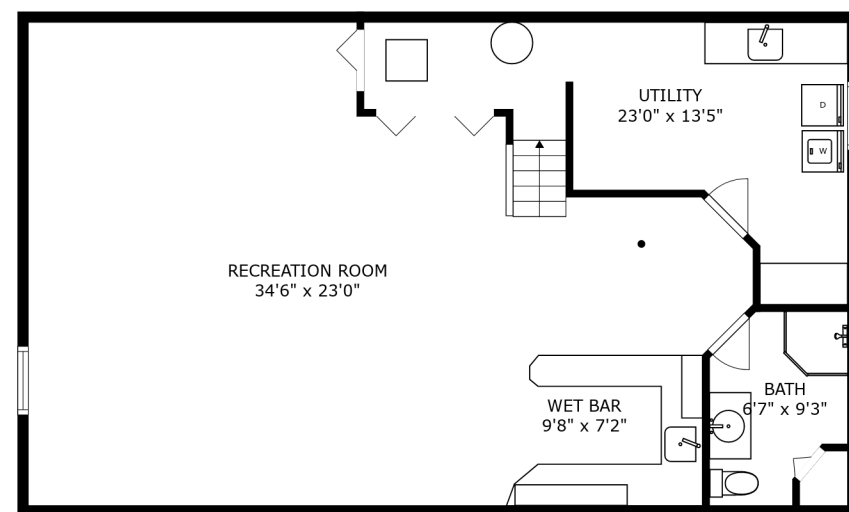 UTILITY
23'0" x 13'5"
D
W
RECREATION ROOM
34'6" x 23'0"
WET BAR
9'8" x 7'2"
BATH
6'7" x 9'3"